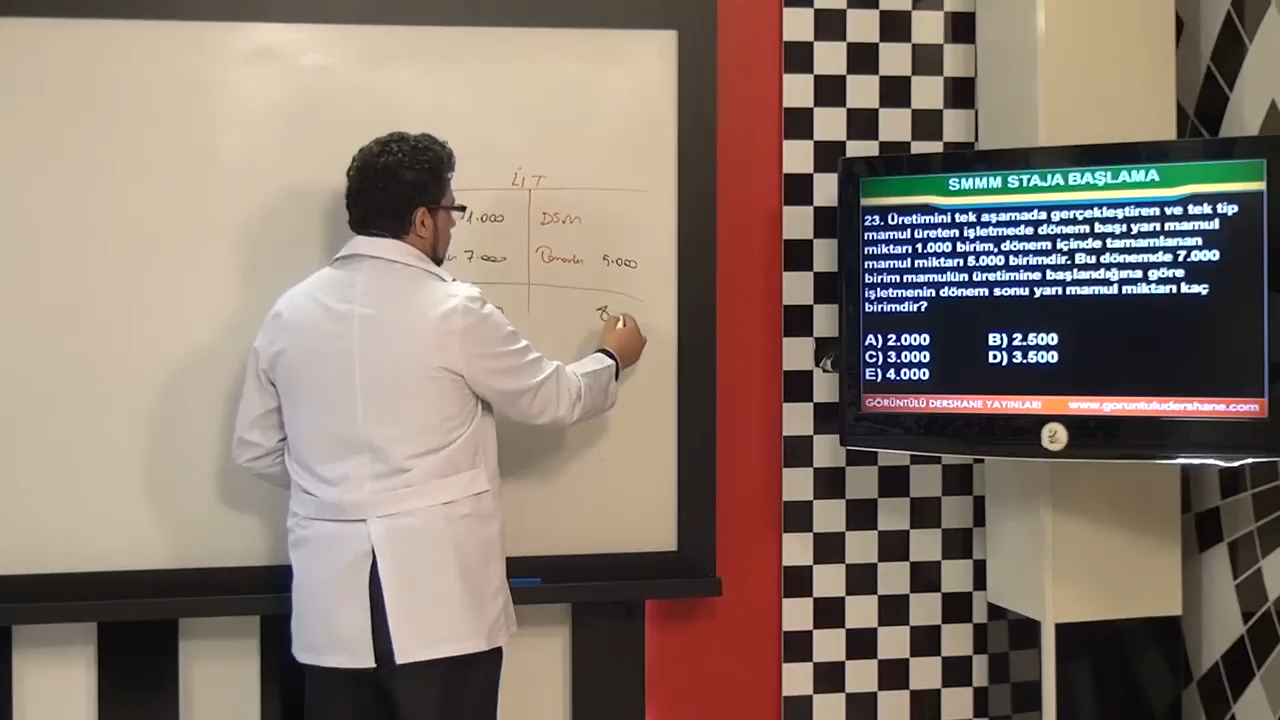 İ, T
1.000
DSM
7.000
Tamamlan 5.000
8
SMMM STAJA BAŞLAMA
23. Üretimini tek aşamada gerçekleştiren ve tek tip
mamul üreten işletmede dönem başı yarı mamul
miktarı 1.000 birim, dönem içinde tamamlanan
mamul miktarı 5.000 birimdir. Bu dönemde 7.000
birim mamulün üretimine başlandığına göre
işletmenin dönem sonu yarı mamul miktarı kaç
birimdir?
A) 2.000 B) 2.500
C) 3.000 D) 3.500
E) 4.000
GÖRÜNTÜLÜ DERSHANE YAYINLARI www.goruntuludershane.com